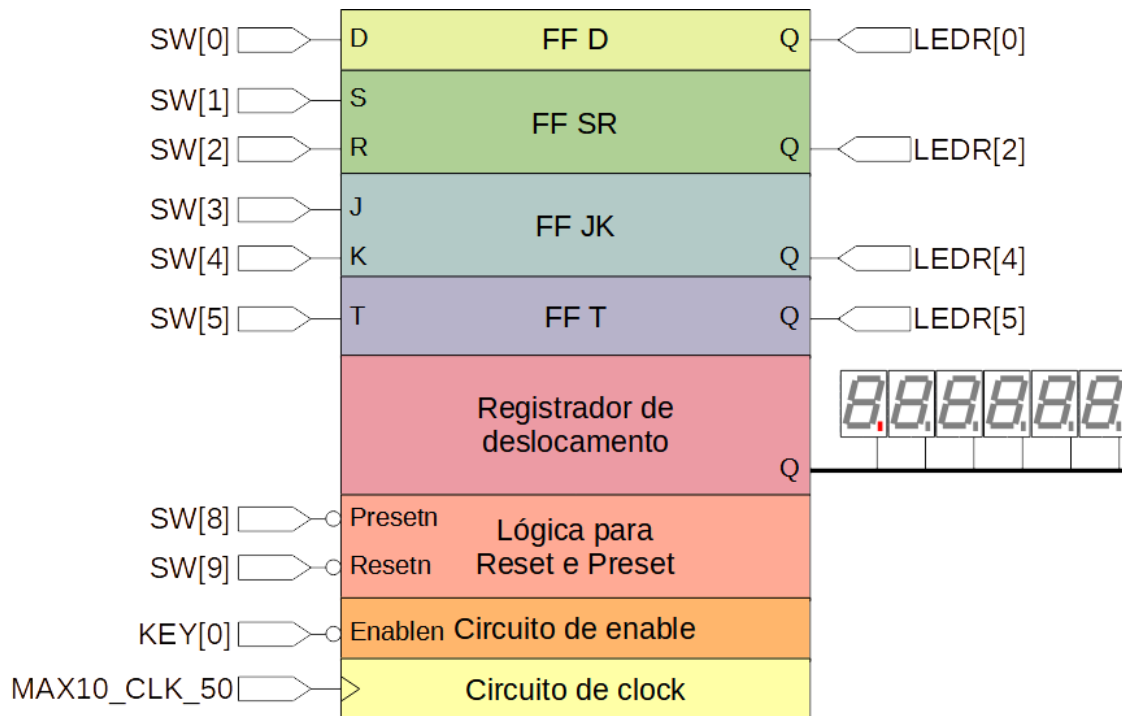 SW[0] D FF D Q LEDR[0]
SW[1] S
FF SR
SW[2] R Q LEDR[2]
SW[3] J
FF JK
SW[4] K Q LEDR[4]
SW[5] T FF T Q LEDR[5]
Registrador de
deslocamento
Q
SW[8] Presetn
Lógica para
Reset e Preset
SW[9] Resetn
KEY[0] Enablen Circuito de enable
MAX10_CLK_50 Circuito de clock